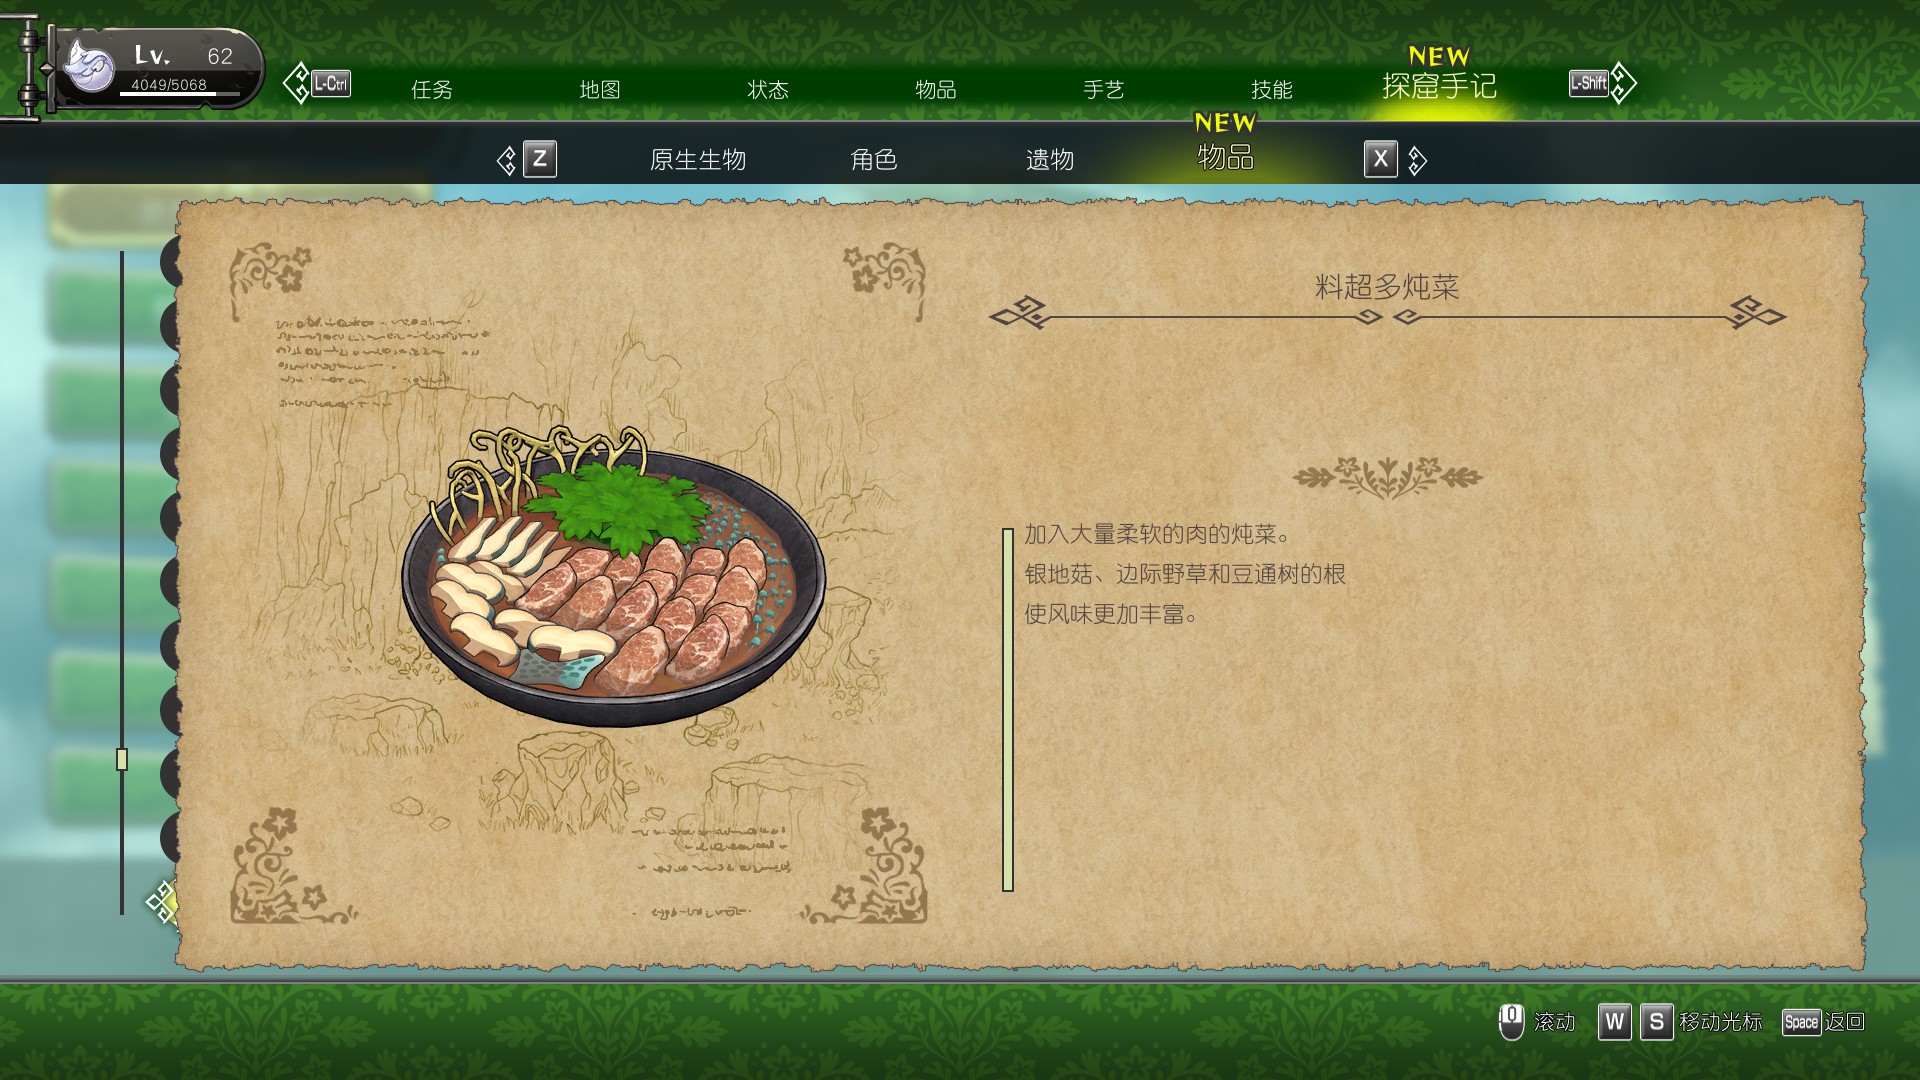 Lv. 62
4049/5068
L-Ctrl 任务 地图 状态 物品 手艺 技能 NEW 探窟手记 L-Shift
Z 原生生物 角色 遗物 NEW 物品 X
料超多炖菜
加入大量柔软的肉的炖菜。
银地菇、边际野草和豆通树的根
使风味更加丰富。
滚动 W S 移动光标 Space 返回